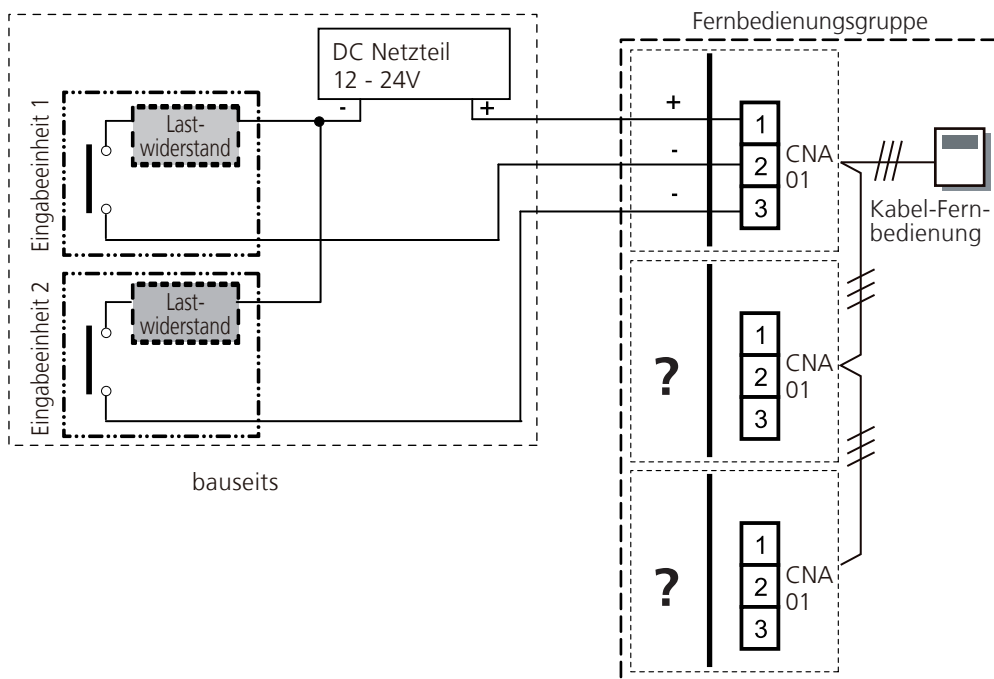 Fernbedienungsgruppe
DC Netzteil
12 - 24V
- +
Eingabeeinheit 1
Last-
widerstand
+
-
-
1
2
3
CNA
01
Kabel-Fern-
bedienung
Eingabeeinheit 2
Last-
widerstand
bauseits
?
1
2
3
CNA
01
?
1
2
3
CNA
01